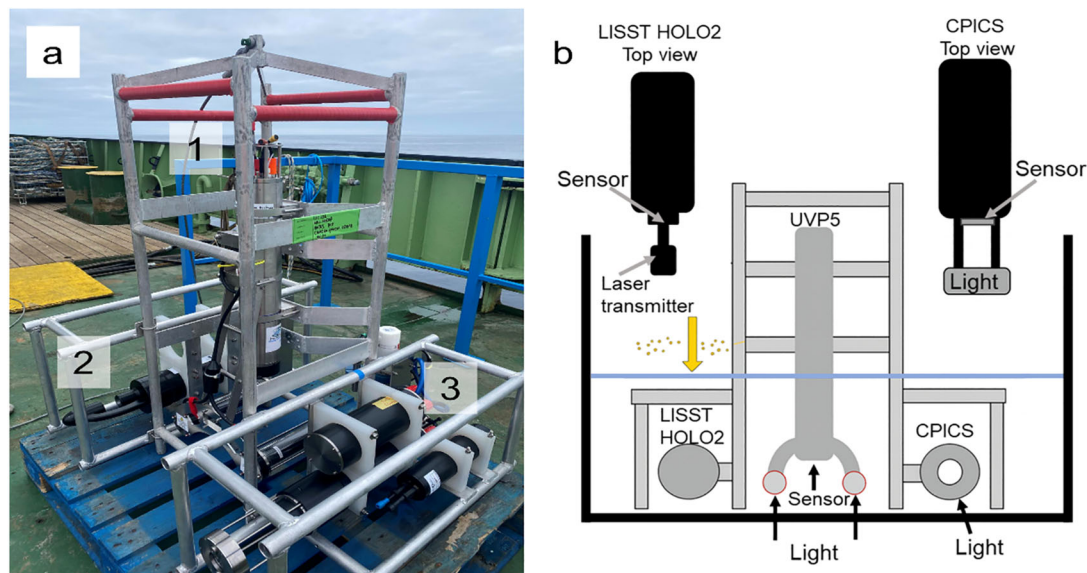 a
1
2
3
b
LISST HOLO2
Top view
CPICS
Top view
Sensor
Sensor
Laser
transmitter
Light
UVP5
LISST
HOLO2
CPICS
Sensor
Light
Light